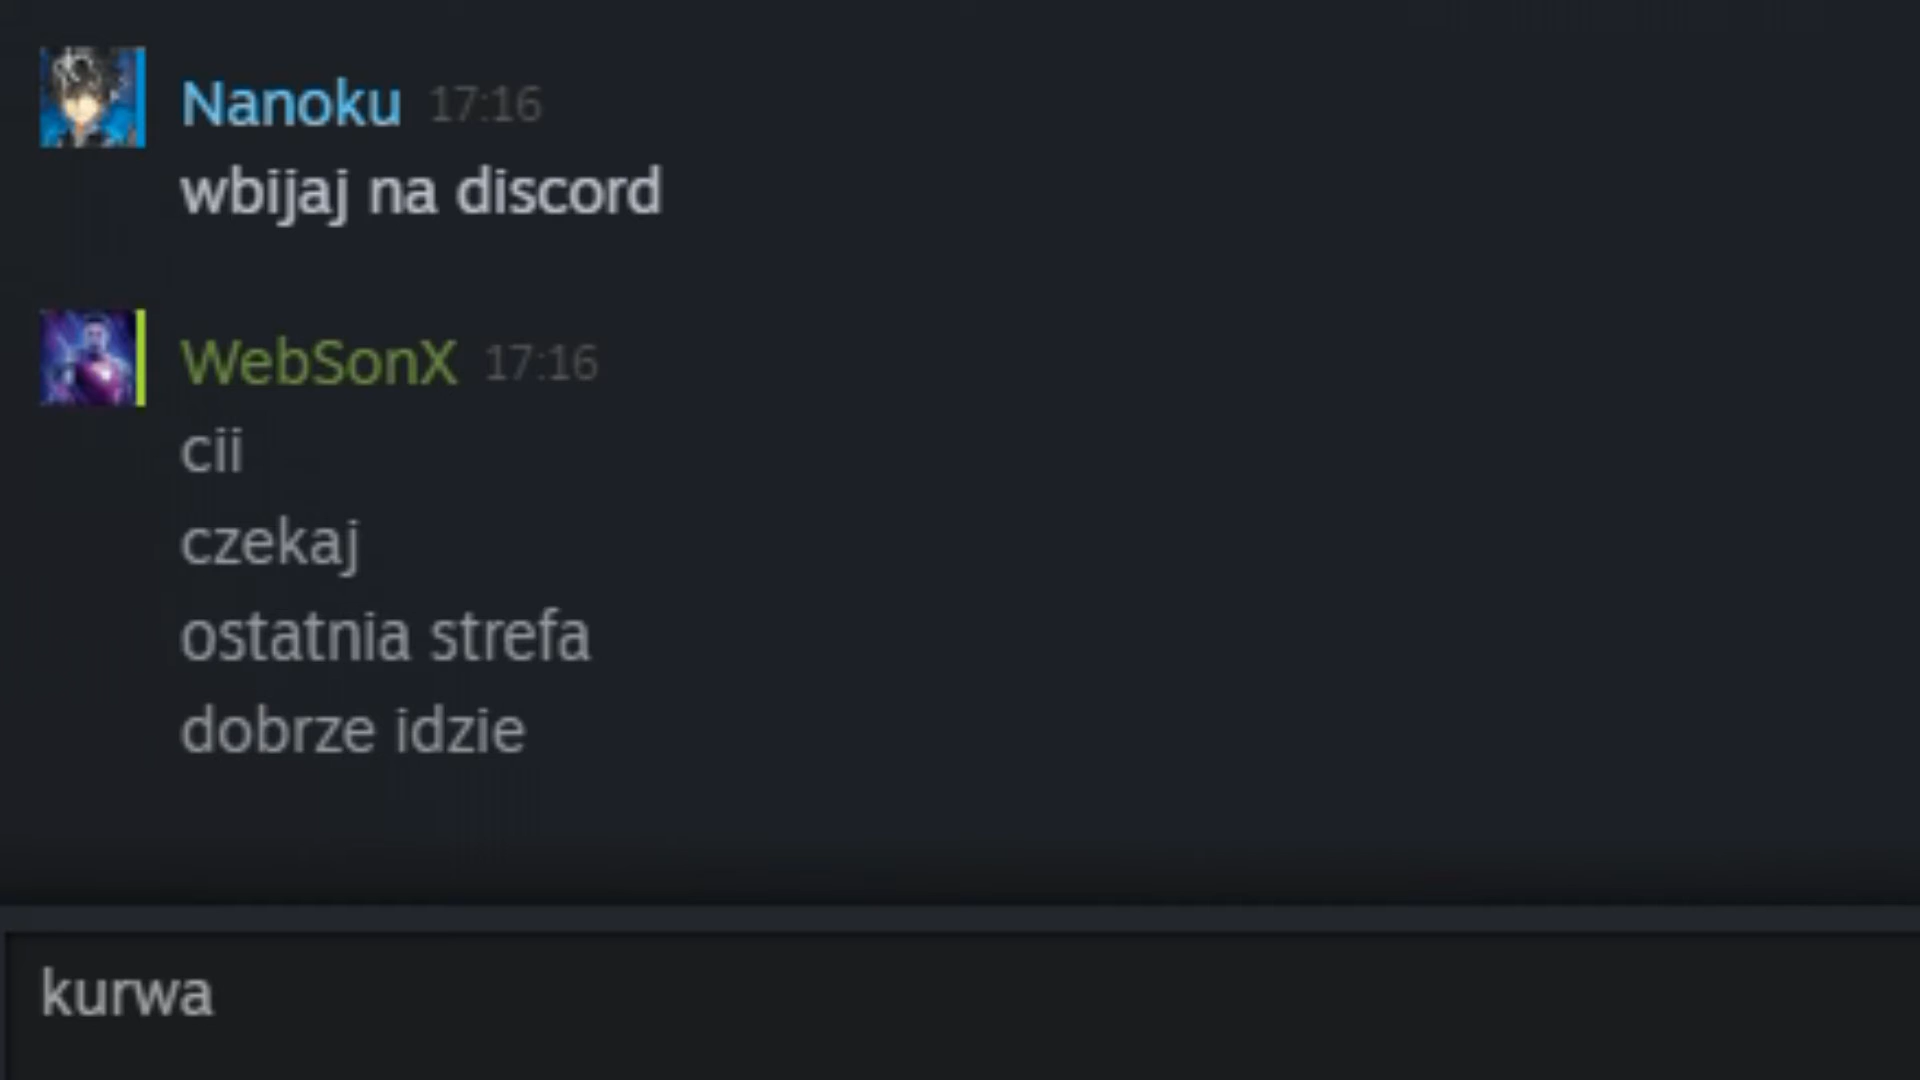 Nanoku 17:16
wbijaj na discord
WebSonX 17:16
cii
czekaj
ostatnia strefa
dobrze idzie
kurwa